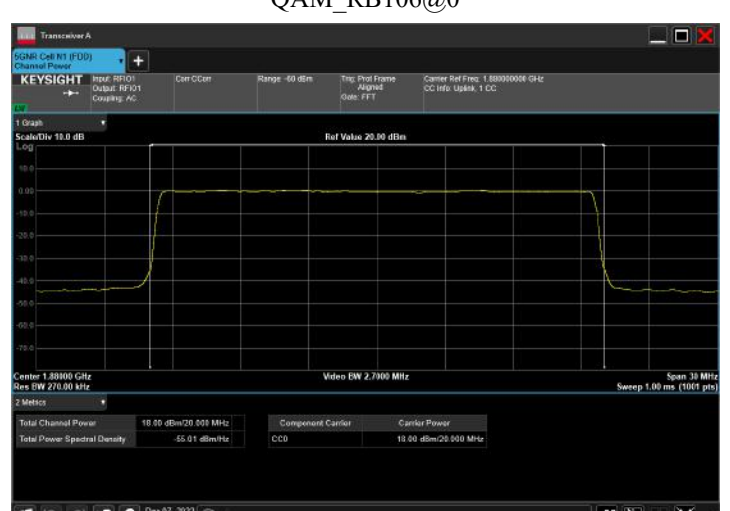 QAM_RB106@0
Transceiver A
5GNR Cell N1 (FDD)
Channel Power
KEYSIGHT
Input: RFIO1
Output: RFIO1
Coupling: AC
Corr CCorr
Range -60 dBm
Trig: Prot Frame
Aligned
Gate: FFT
Carrier Ref Freq: 1.880000000 GHz
CC Info: Uplink, 1 CC
1 Graph
Scale/Div 10.0 dB
Ref Value 20.00 dBm
Log
10.0
0.00
-10.0
-20.0
-30.0
-40.0
-50.0
-60.0
-70.0
Center 1.88000 GHz
Video BW 2.7000 MHz
Span 30 MHz
Res BW 270.00 kHz
Sweep 1.00 ms (1001 pts)
2 Metrics
Total Channel Power 18.00 dBm/20.000 MHz
Total Power Spectral Density -55.01 dBm/Hz
Component Carrier Carrier Power
CC0 18.00 dBm/20.000 MHz